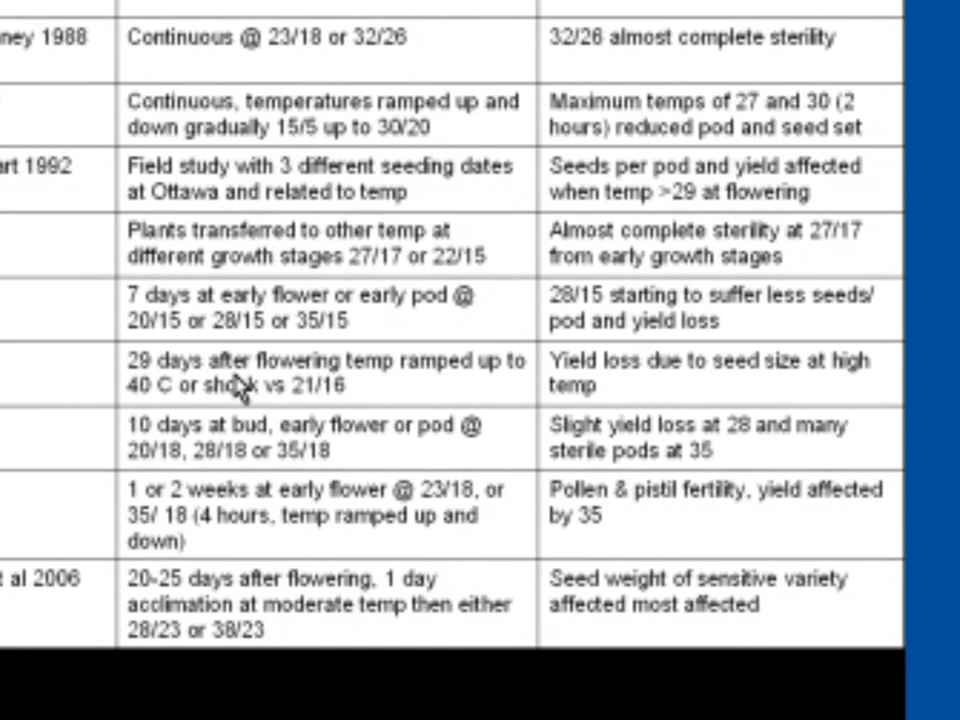 ney 1988
Continuous @ 23/18 or 32/26
32/26 almost complete sterility
Continuous, temperatures ramped up and
down gradually 15/5 up to 30/20
Maximum temps of 27 and 30 (2
hours) reduced pod and seed set
art 1992
Field study with 3 different seeding dates
at Ottawa and related to temp
Seeds per pod and yield affected
when temp >29 at flowering
Plants transferred to other temp at
different growth stages 27/17 or 22/15
Almost complete sterility at 27/17
from early growth stages
7 days at early flower or early pod @
20/15 or 28/15 or 35/15
28/15 starting to suffer less seeds/
pod and yield loss
29 days after flowering temp ramped up to
40 C or shock vs 21/16
Yield loss due to seed size at high
temp
10 days at bud, early flower or pod @
20/18, 28/18 or 35/18
Slight yield loss at 28 and many
sterile pods at 35
1 or 2 weeks at early flower @ 23/18, or
35/ 18 (4 hours, temp ramped up and
down)
Pollen & pistil fertility, yield affected
by 35
t al 2006
20-25 days after flowering, 1 day
acclimation at moderate temp then either
28/23 or 38/23
Seed weight of sensitive variety
affected most affected